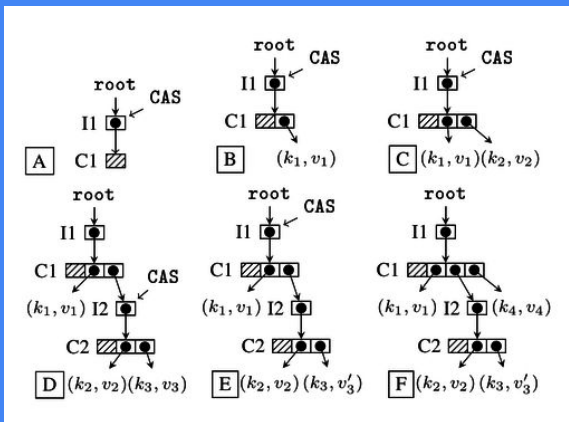 root
CAS
I1
C1
A
root
CAS
I1
C1
B (k₁, v₁)
root
CAS
I1
C1
C (k₁, v₁)(k₂, v₂)
root
I1
C1
CAS
(k₁, v₁) I2
C2
D (k₂, v₂)(k₃, v₃)
root
CAS
I1
C1
(k₁, v₁) I2
C2
E (k₂, v₂)(k₃, v′₃)
root
I1
C1
(k₁, v₁) I2 (k₄, v₄)
C2
F (k₂, v₂)(k₃, v′₃)